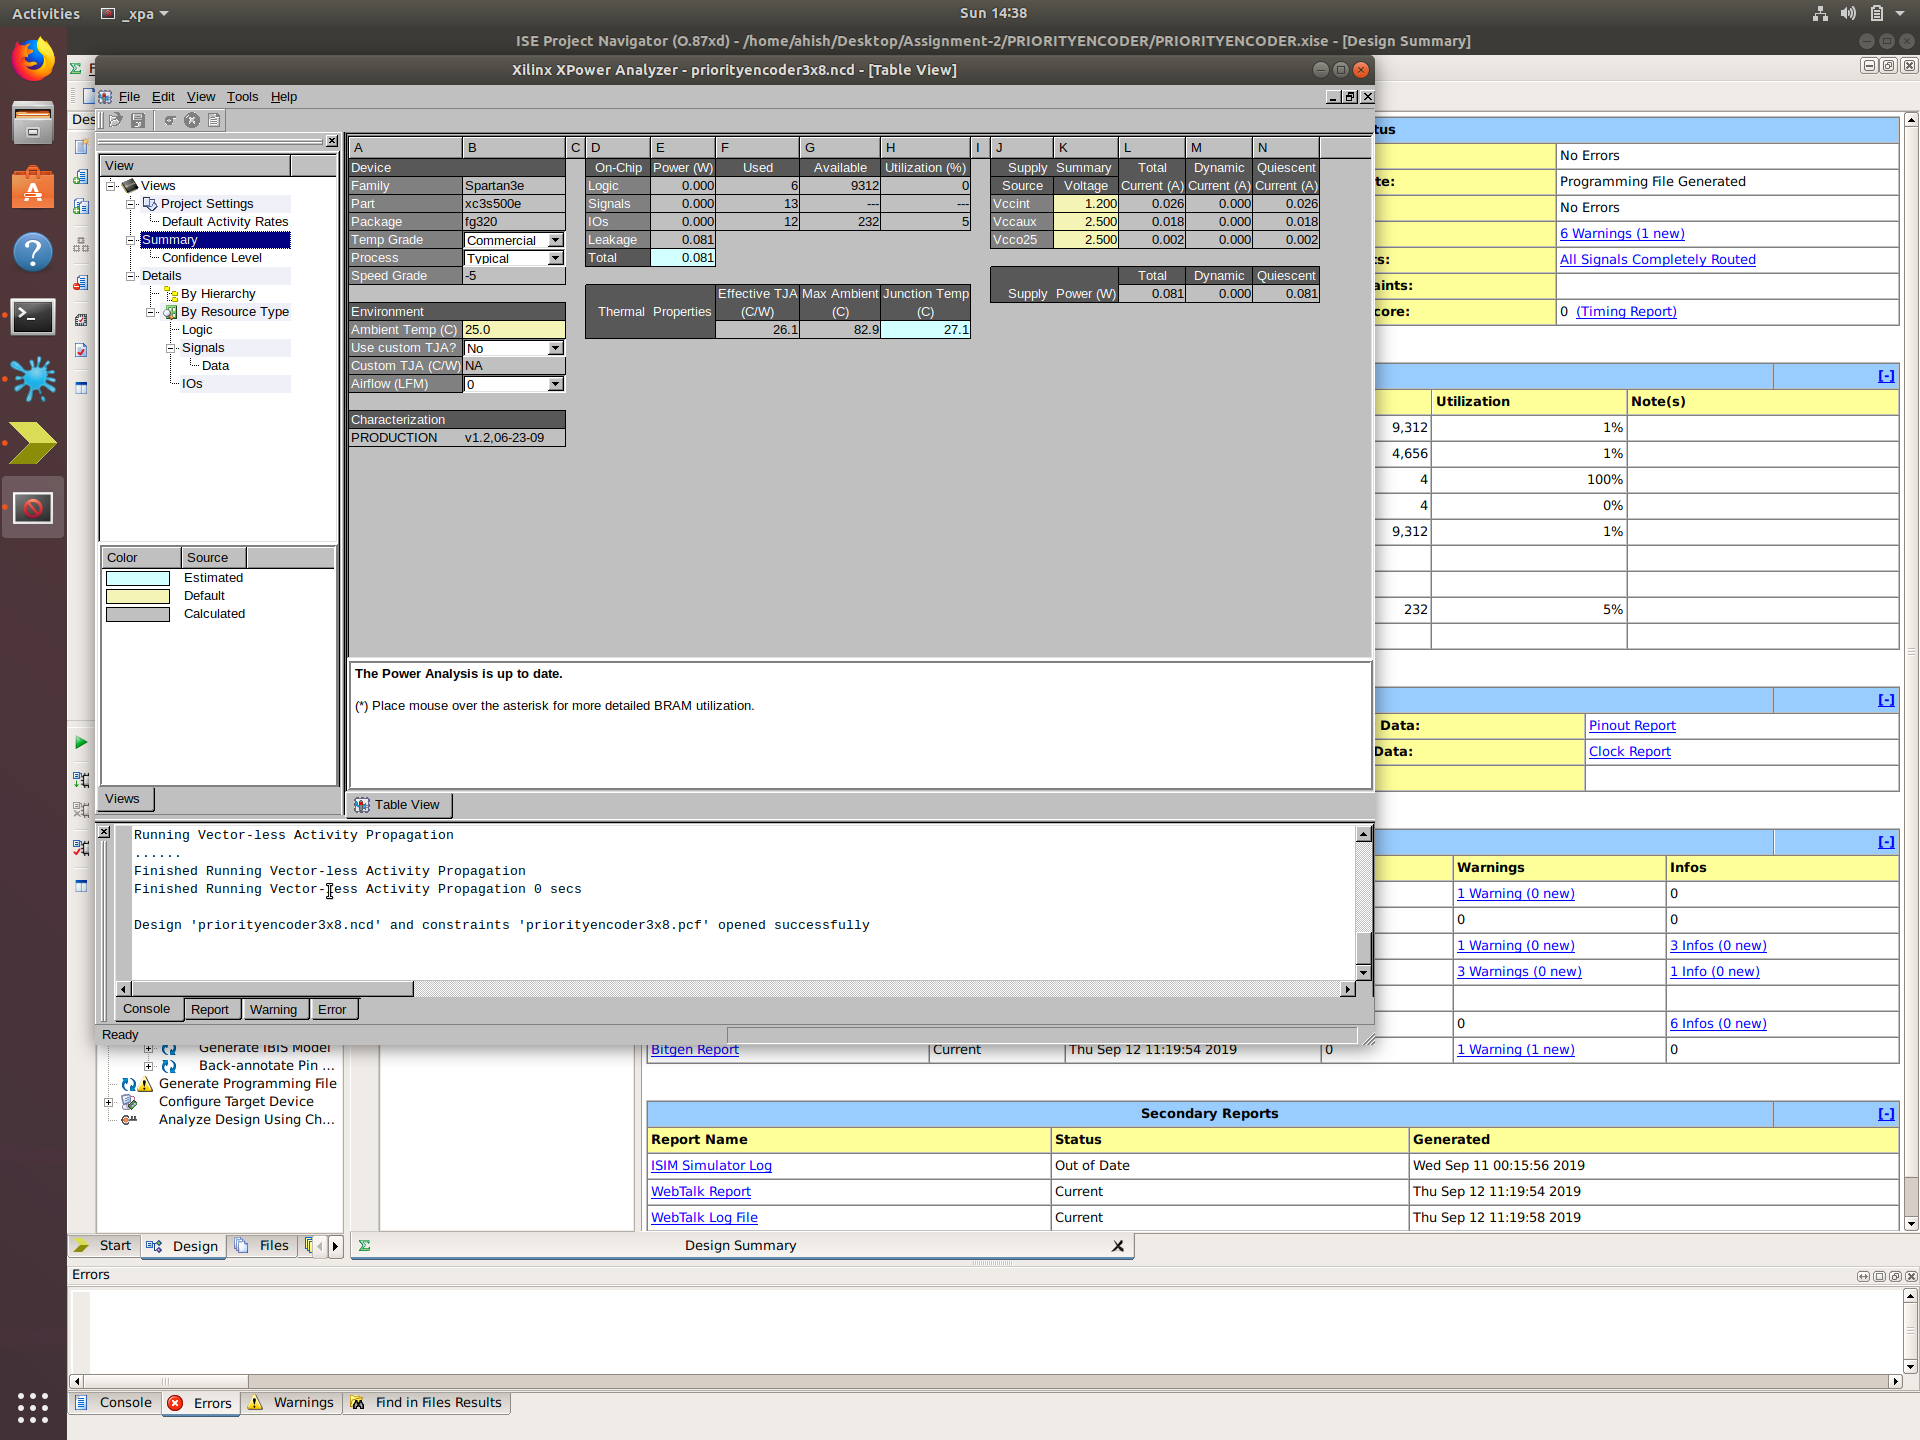 Activities
_xpa
Sun 14:38
ISE Project Navigator (O.87xd) - /home/ahish/Desktop/Assignment-2/PRIORITYENCODER/PRIORITYENCODER.xise - [Design Summary]
Xilinx XPower Analyzer - priorityencoder3x8.ncd - [Table View]
File Edit View Tools Help
Des
View
Views
Project Settings
Default Activity Rates
Summary
Confidence Level
Details
By Hierarchy
By Resource Type
Logic
Signals
Data
IOs
Color Source
Estimated
Default
Calculated
Views
A B C D E F G H I J K L M N
Device
Family Spartan3e
Part xc3s500e
Package fg320
Temp Grade Commercial
Process Typical
Speed Grade -5
Environment
Ambient Temp (C) 25.0
Use custom TJA? No
Custom TJA (C/W) NA
Airflow (LFM) 0
Characterization
PRODUCTION v1.2,06-23-09
On-Chip Power (W) Used Available Utilization (%)
Logic 0.000 6 9312 0
Signals 0.000 13 --- ---
IOs 0.000 12 232 5
Leakage 0.081
Total 0.081
Effective TJA Max Ambient Junction Temp
Thermal Properties (C/W) (C) (C)
26.1 82.9 27.1
Supply Summary Total Dynamic Quiescent
Source Voltage Current (A) Current (A) Current (A)
Vccint 1.200 0.026 0.000 0.026
Vccaux 2.500 0.018 0.000 0.018
Vcco25 2.500 0.002 0.000 0.002
Total Dynamic Quiescent
Supply Power (W) 0.081 0.000 0.081
The Power Analysis is up to date.
(*) Place mouse over the asterisk for more detailed BRAM utilization.
Table View
Running Vector-less Activity Propagation
......
Finished Running Vector-less Activity Propagation
Finished Running Vector-less Activity Propagation 0 secs
Design 'priorityencoder3x8.ncd' and constraints 'priorityencoder3x8.pcf' opened successfully
Console Report Warning Error
Ready
tus
No Errors
te: Programming File Generated
No Errors
6 Warnings (1 new)
s: All Signals Completely Routed
aints:
core: 0 (Timing Report)
[-]
Utilization Note(s)
9,312 1%
4,656 1%
4 100%
4 0%
9,312 1%
232 5%
[-]
Data: Pinout Report
Data: Clock Report
[-]
Warnings Infos
1 Warning (0 new) 0
0 0
1 Warning (0 new) 3 Infos (0 new)
3 Warnings (0 new) 1 Info (0 new)
0 6 Infos (0 new)
Bitgen Report Current Thu Sep 12 11:19:54 2019 0 1 Warning (1 new) 0
Generate IBIS Model
Back-annotate Pin ...
Generate Programming File
Configure Target Device
Analyze Design Using Ch...
Secondary Reports [-]
Report Name Status Generated
ISIM Simulator Log Out of Date Wed Sep 11 00:15:56 2019
WebTalk Report Current Thu Sep 12 11:19:54 2019
WebTalk Log File Current Thu Sep 12 11:19:58 2019
Start Design Files
Design Summary
Errors
Console Errors Warnings Find in Files Results